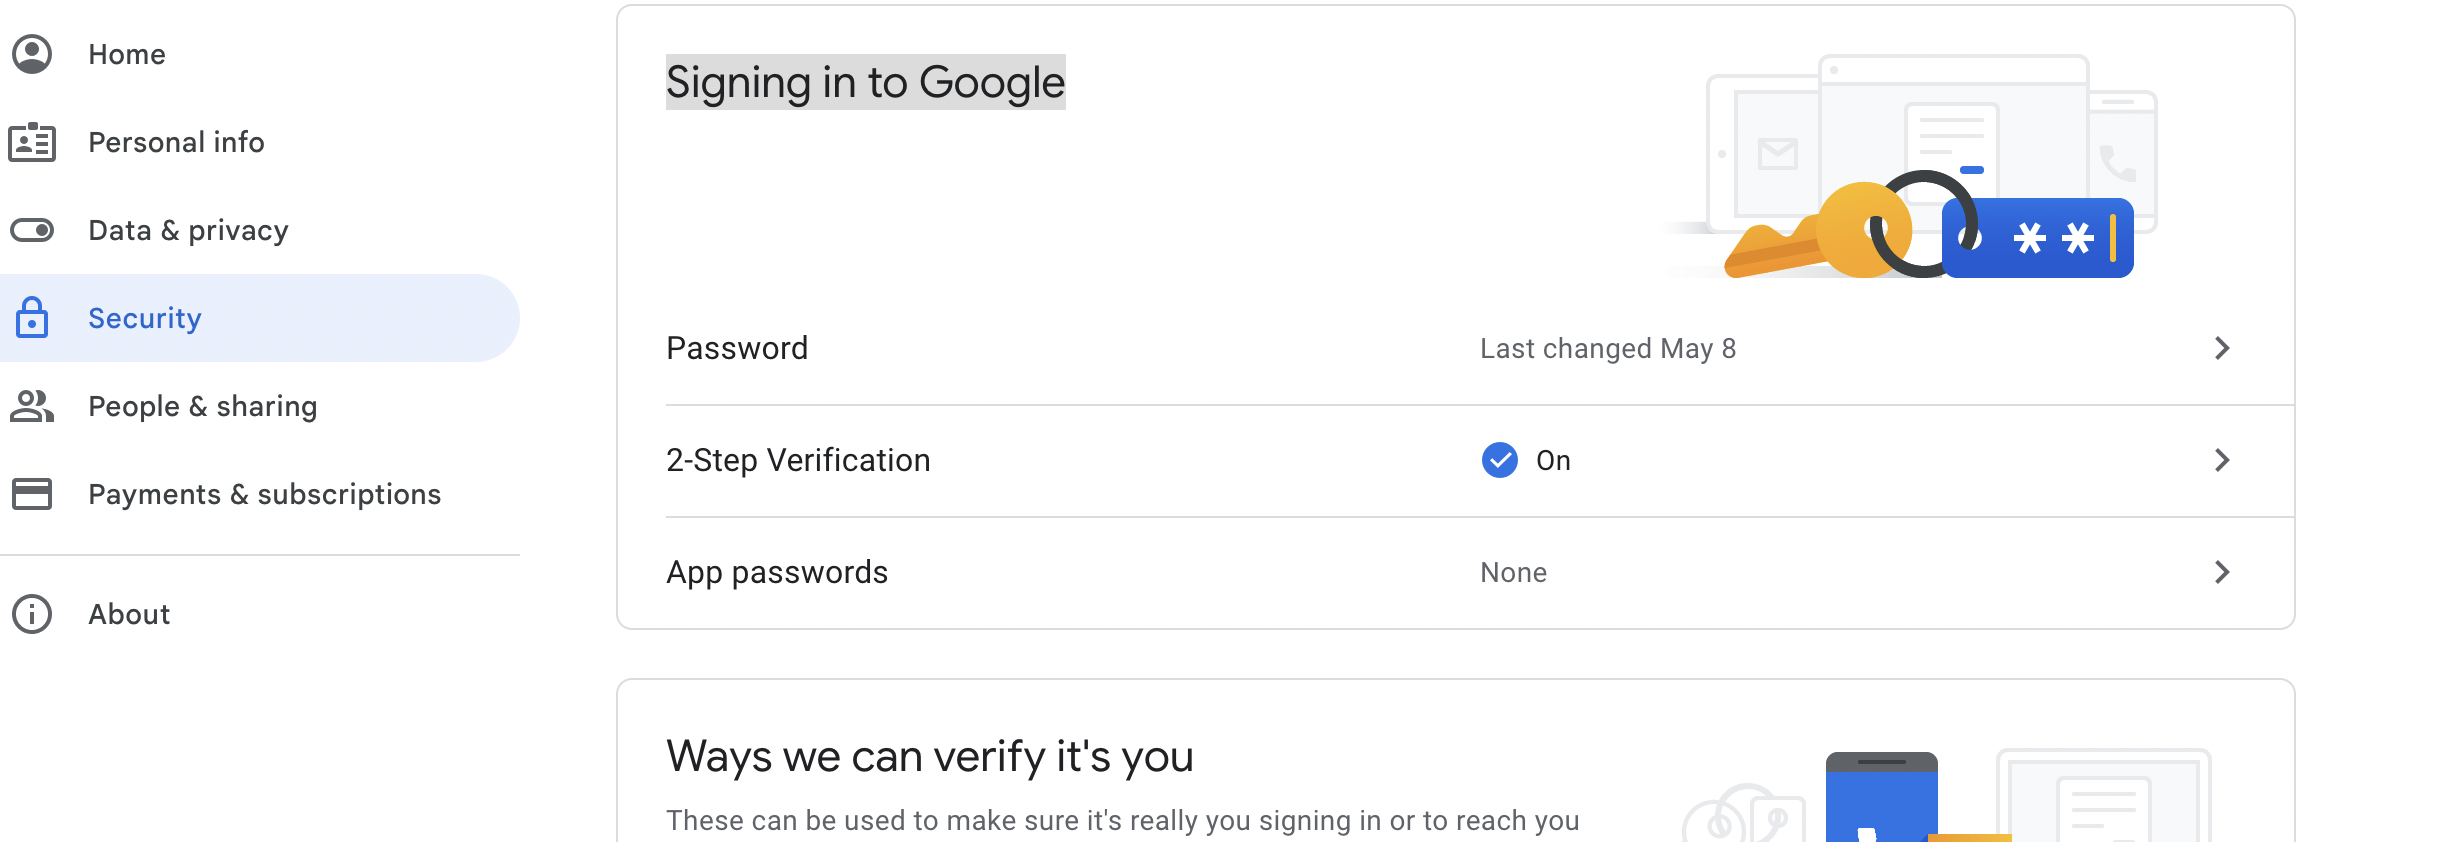 Home
Personal info
Data & privacy
Security
People & sharing
Payments & subscriptions
About
Signing in to Google
Password
Last changed May 8
2-Step Verification
On
App passwords
None
Ways we can verify it's you
These can be used to make sure it's really you signing in or to reach you